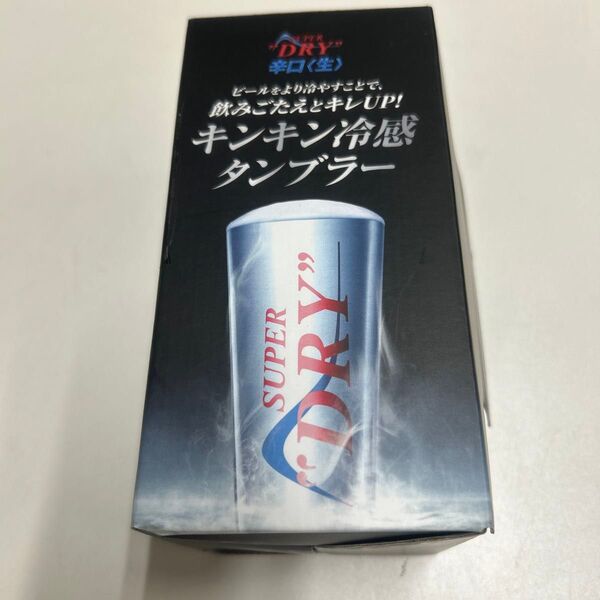 SUPER
"DRY"
辛口〈生〉
ビールをより冷やすことで、
飲みごたえとキレUP!
キンキン冷感
タンブラー
SUPER
"DRY"